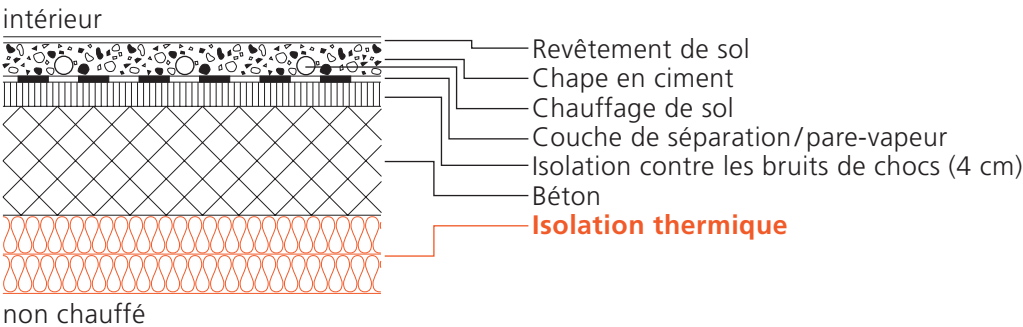 intérieur
Revêtement de sol
Chape en ciment
Chauffage de sol
Couche de séparation/pare-vapeur
Isolation contre les bruits de chocs (4 cm)
Béton
Isolation thermique
non chauffé